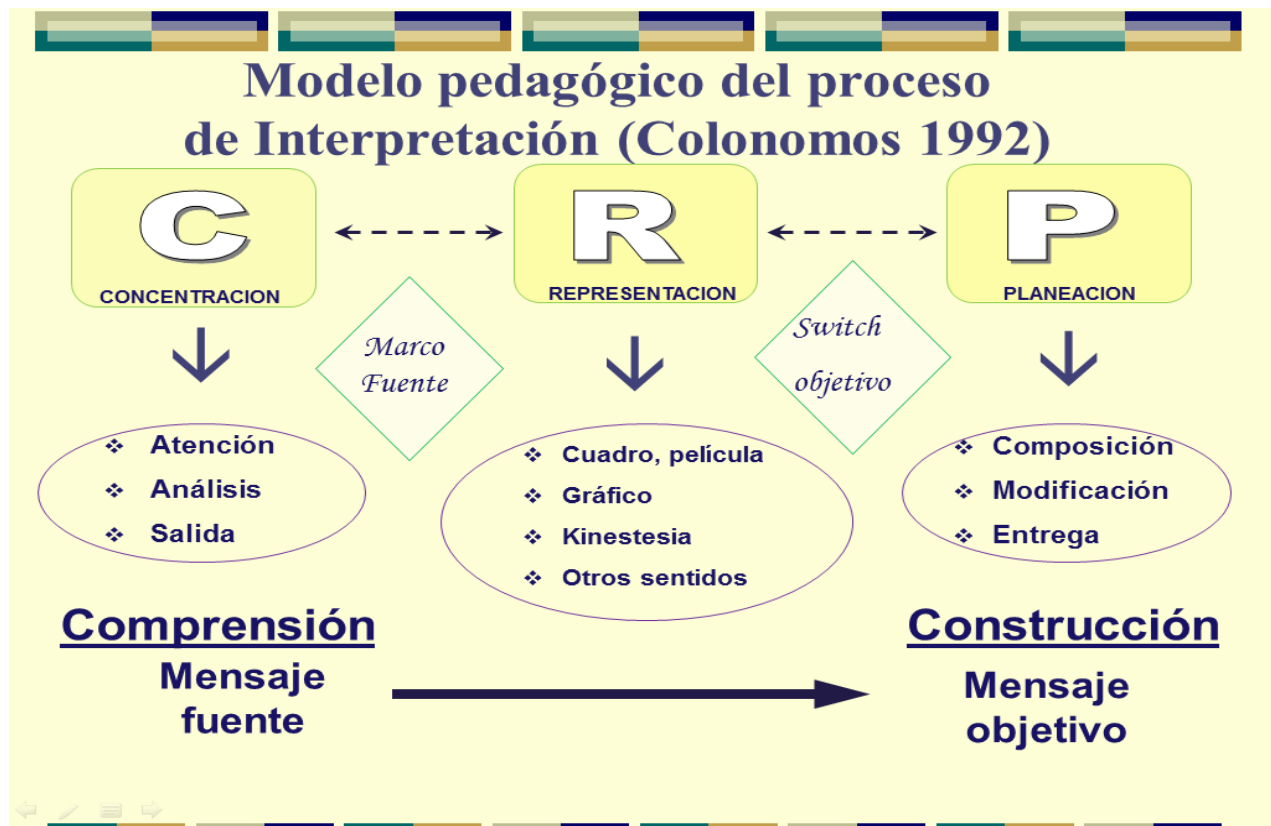 Modelo pedagógico del proceso
de Interpretación (Colonomos 1992)
C
CONCENTRACION
R
REPRESENTACION
P
PLANEACION
Marco
Fuente
Switch
objetivo
❖ Atención
❖ Análisis
❖ Salida
❖ Cuadro, película
❖ Gráfico
❖ Kinestesia
❖ Otros sentidos
❖ Composición
❖ Modificación
❖ Entrega
Comprensión
Mensaje
fuente
Construcción
Mensaje
objetivo